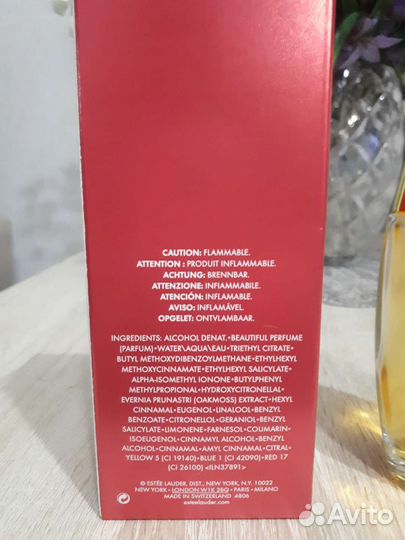 CAUTION: FLAMMABLE.
ATTENTION : PRODUIT INFLAMMABLE.
ACHTUNG: BRENNBAR.
ATTENZIONE: INFIAMMABILE.
ATENCIÓN: INFLAMABLE.
AVISO: INFLAMÁVEL.
OPGELET: ONTVLAMBAAR.
INGREDIENTS: ALCOHOL DENAT.•BEAUTIFUL PERFUME
(PARFUM)•WATER\AQUA\EAU•TRIETHYL CITRATE•
BUTYL METHOXYDIBENZOYLMETHANE•ETHYLHEXYL
METHOXYCINNAMATE•ETHYLHEXYL SALICYLATE•
ALPHA-ISOMETHYL IONONE•BUTYLPHENYL
METHYLPROPIONAL•HYDROXYCITRONELLAL•
EVERNIA PRUNASTRI (OAKMOSS) EXTRACT•HEXYL
CINNAMAL•EUGENOL•LINALOOL•BENZYL
BENZOATE•CITRONELLOL•GERANIOL•BENZYL
SALICYLATE•LIMONENE•FARNESOL•COUMARIN
ISOEUGENOL•CINNAMYL ALCOHOL•BENZYL
ALCOHOL•CINNAMAL•AMYL CINNAMAL•CITRAL•
YELLOW 5 (CI 19140)•BLUE 1 (CI 42090)•RED 17
(CI 26100) <ILN37891>
© ESTÉE LAUDER, DIST., NEW YORK, N.Y. 10022
NEW YORK•LONDON W1K 3BQ•PARIS•MILANO
MADE IN SWITZERLAND 4806
esteelauder.com
Avito